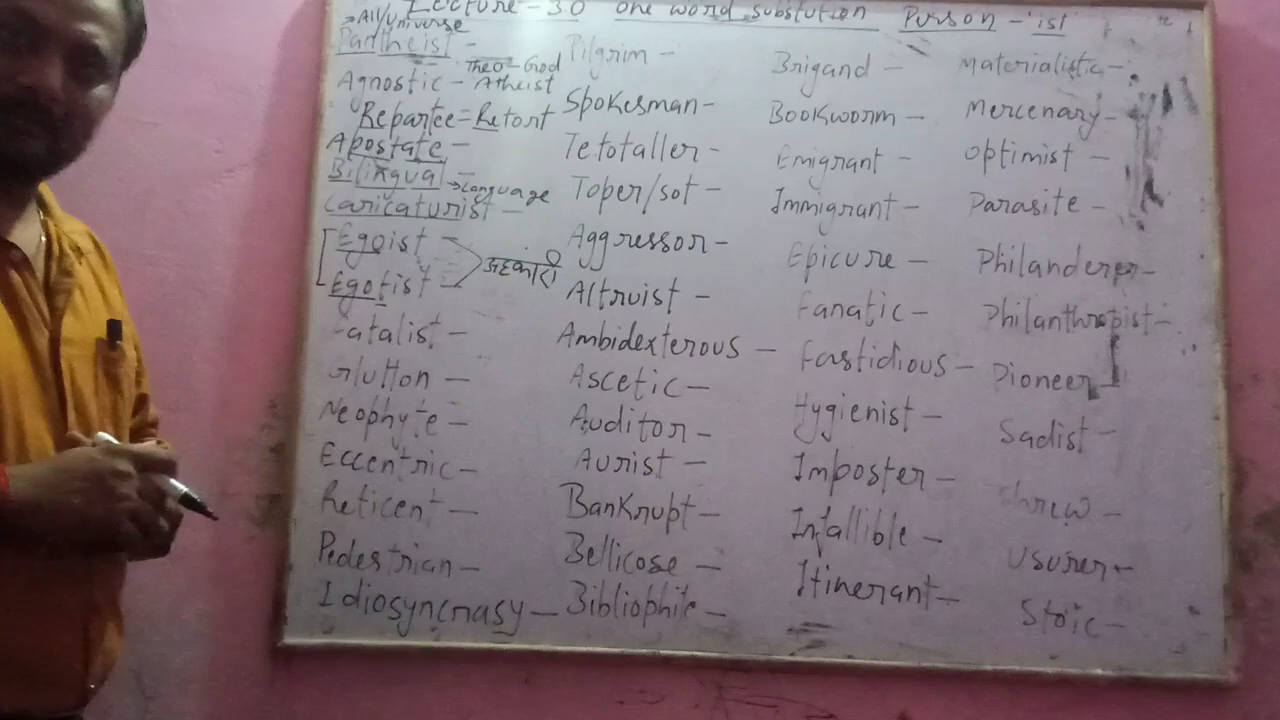 Lecture - 30 one word substution Person - 'ist'
→ All/Universe
Pantheist -
Theo - God
Agnostic - Atheist
Repartee = Retort
Apostate -
Bilingual -
→ Language
Caricaturist -
Egoist -
Egotist -
अहंकारी
Fatalist -
Glutton -
Neophyte -
Eccentric -
Reticent -
Pedestrian -
Idiosyncrasy -
Pilgrim -
Spokesman -
Tetotaller -
Toper/sot -
Aggressor -
Altruist -
Ambidexterous -
Ascetic -
Auditor -
Aurist -
Bankrupt -
Bellicose -
Bibliophile -
Brigand -
Bookworm -
Emigrant -
Immigrant -
Epicure -
Fanatic -
Fastidious -
Hygienist -
Imposter -
Infallible -
Itinerant -
Materialistic -
Mercenary -
Optimist -
Parasite -
Philanderer -
Philanthropist -
Pioneer -
Sadist -
Shrew -
Usurer -
Stoic -